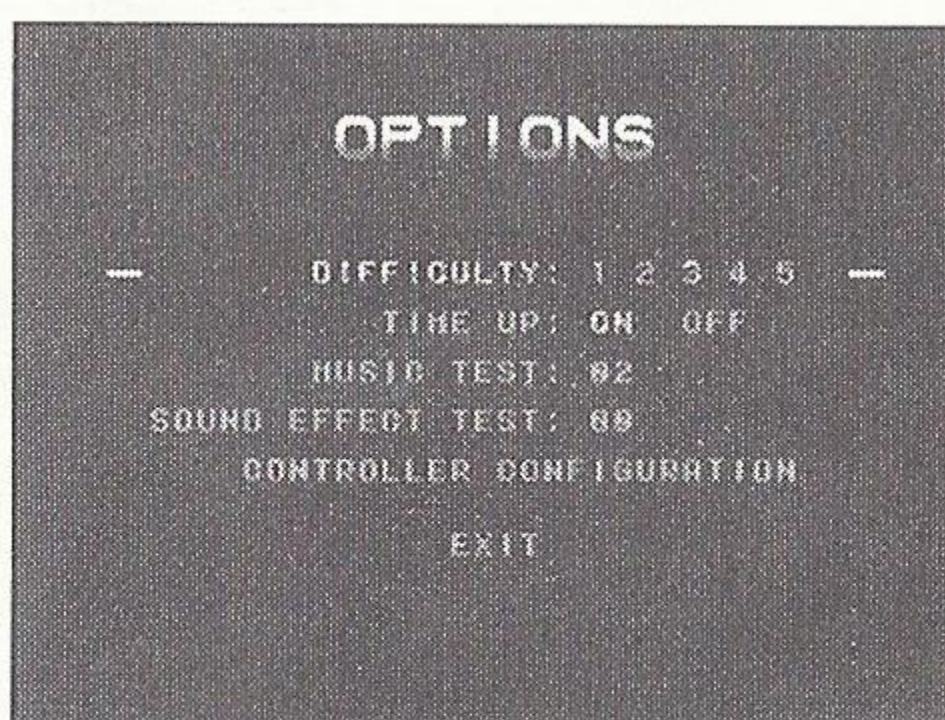 OPTIONS
DIFFICULTY: 1 2 3 4 5
TIME UP: ON OFF
MUSIC TEST: 02
SOUND EFFECT TEST: 00
CONTROLLER CONFIGURATION
EXIT